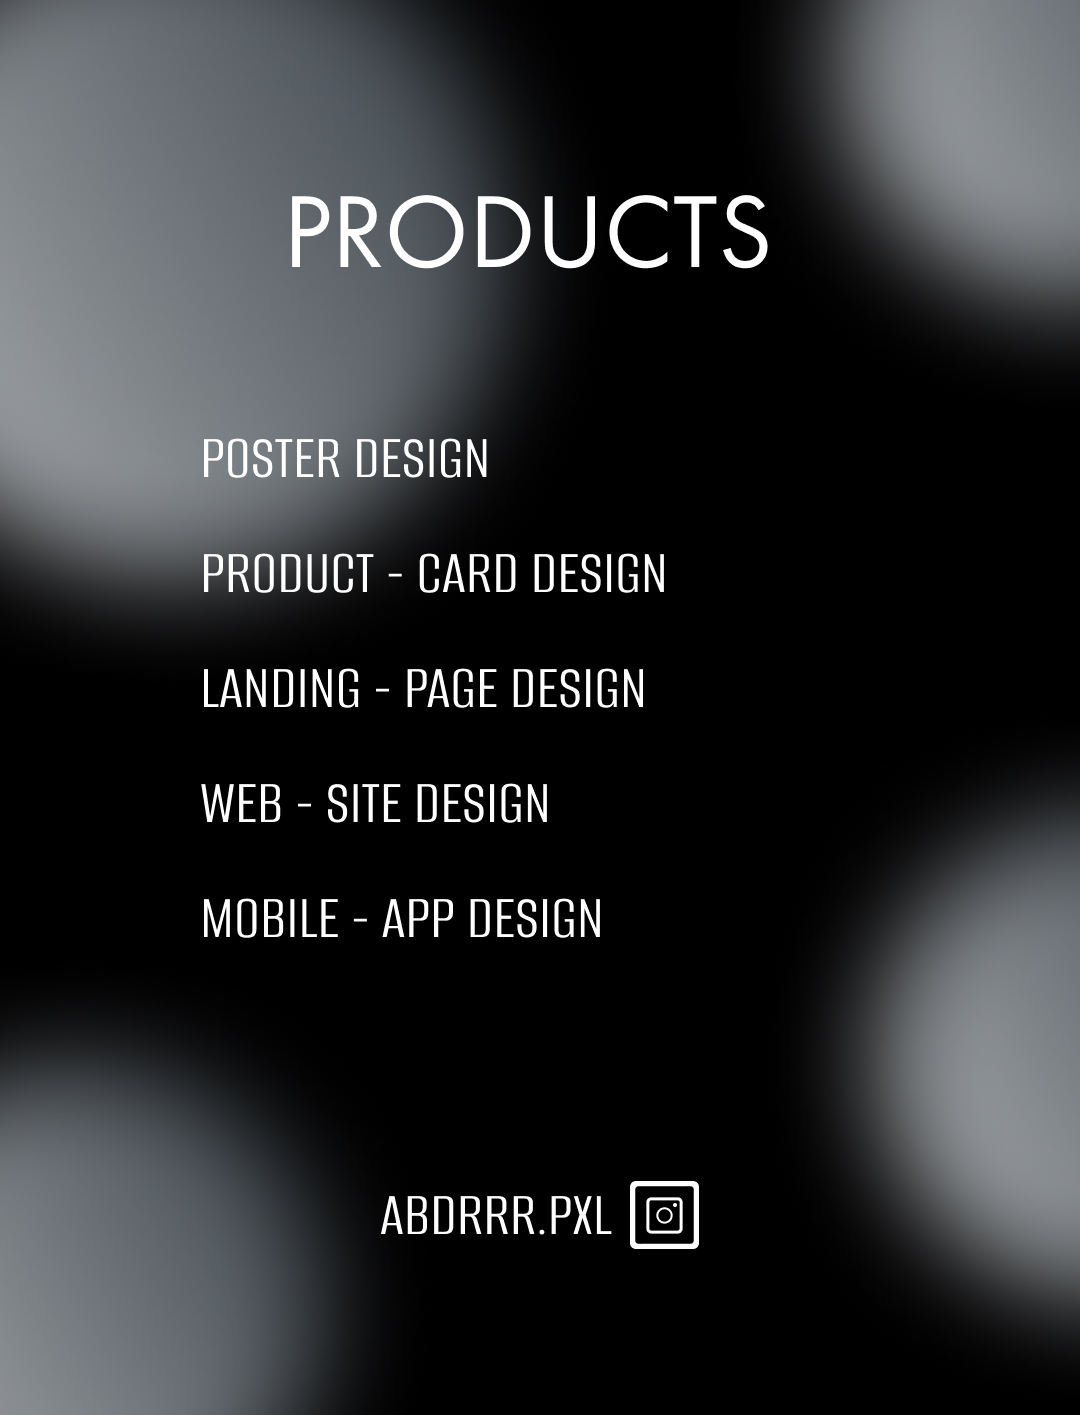 PRODUCTS
POSTER DESIGN
PRODUCT - CARD DESIGN
LANDING - PAGE DESIGN
WEB - SITE DESIGN
MOBILE - APP DESIGN
ABDRRR.PXL